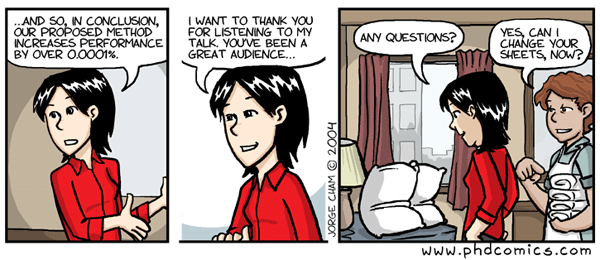 ...AND SO, IN CONCLUSION,
OUR PROPOSED METHOD
INCREASES PERFORMANCE
BY OVER 0.0001%.
I WANT TO THANK YOU
FOR LISTENING TO MY
TALK. YOU'VE BEEN A
GREAT AUDIENCE...
JORGE CHAM © 2004
ANY QUESTIONS?
YES, CAN I
CHANGE YOUR
SHEETS, NOW?
www.phdcomics.com